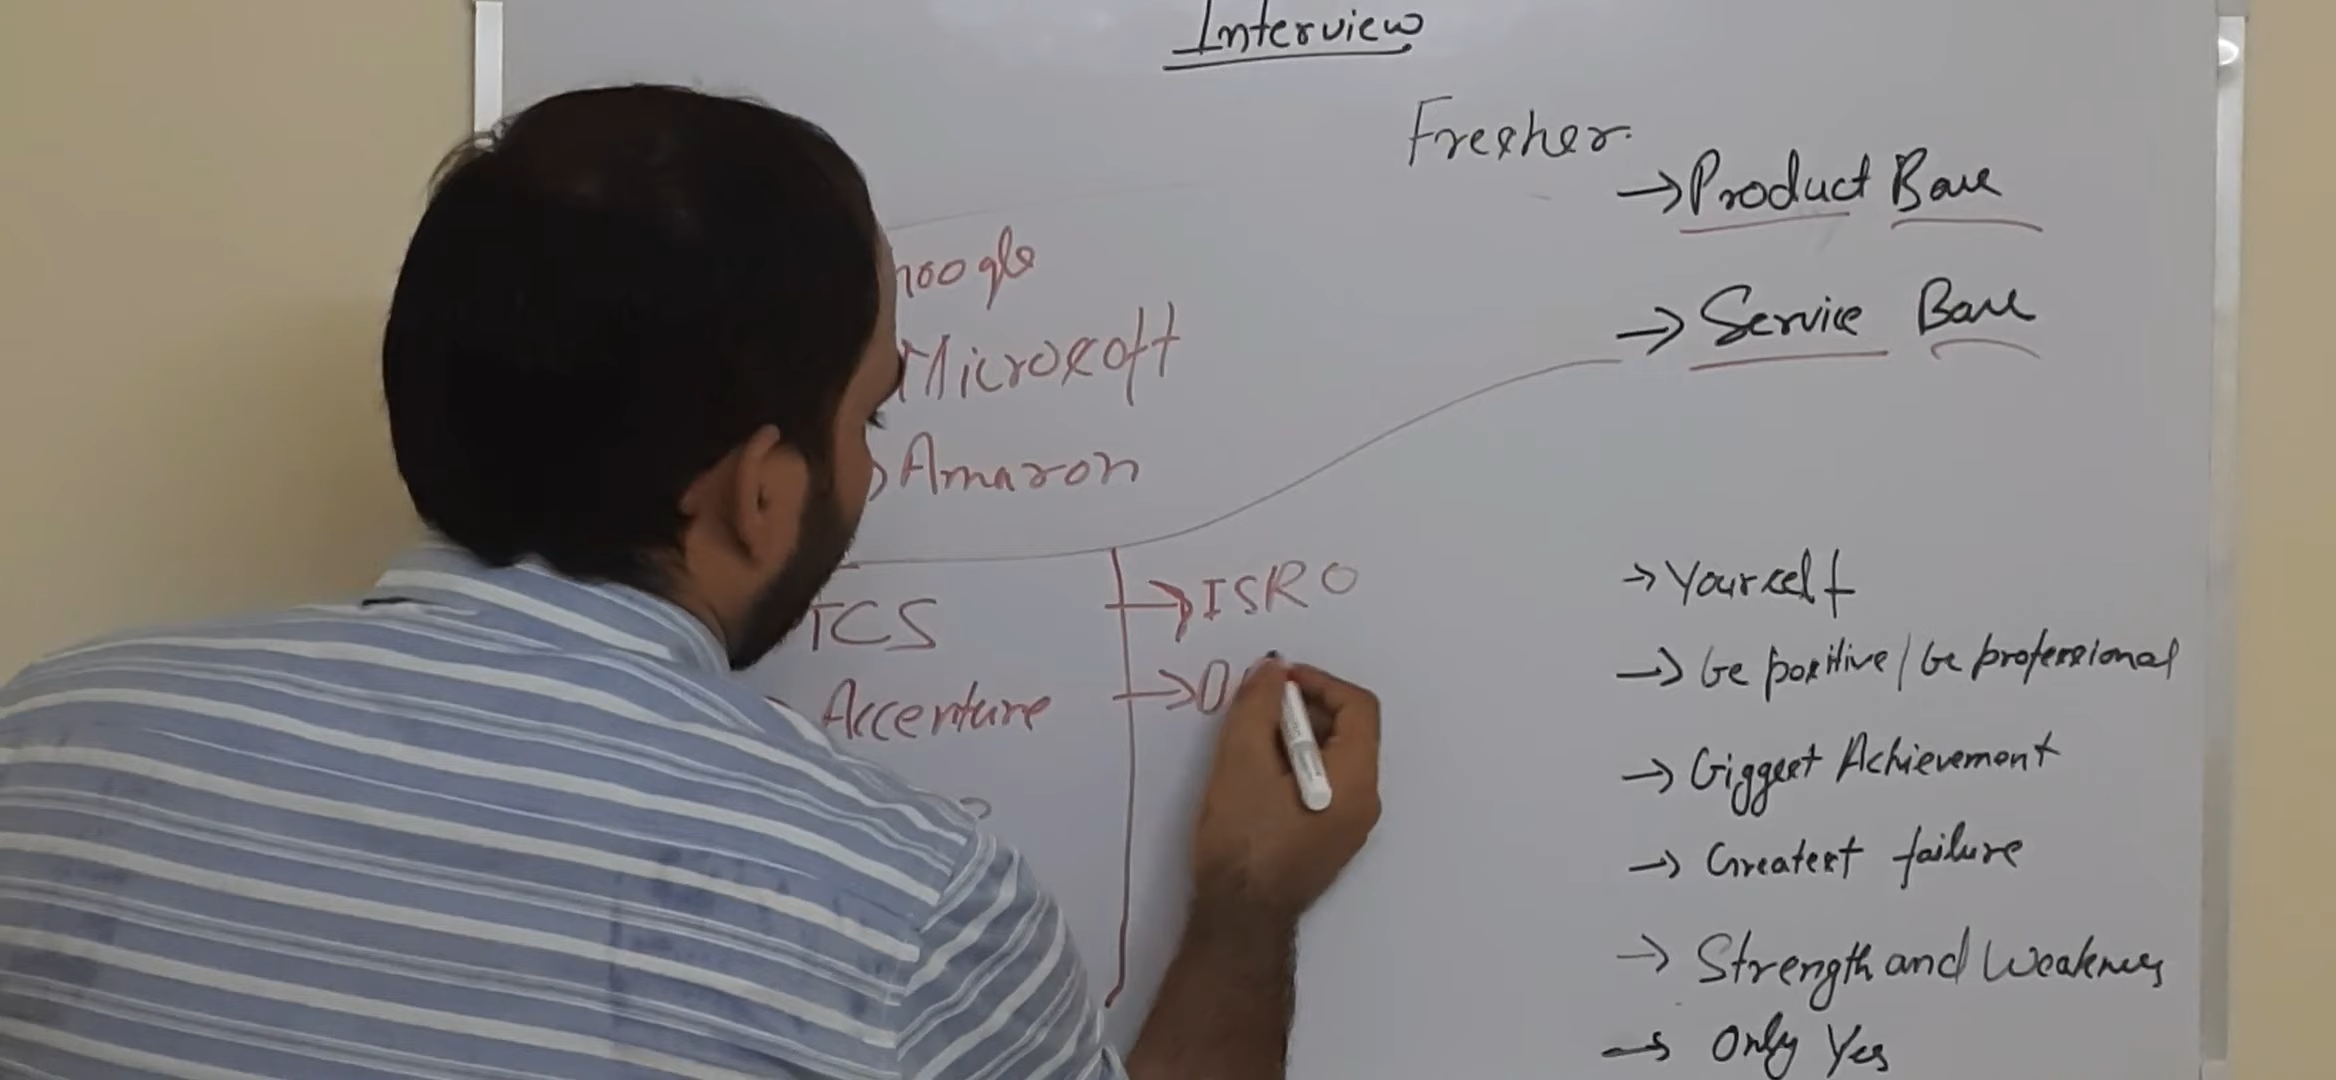 Interview
Fresher.
→ Product Base
→ Service Base
oogle
Microsoft
Amazon
TCS
Accenture
→ ISRO
→ Yourself
→ be positive / be professional
→ biggest Achievement
→ Greatest failure
→ Strength and Weakness
→ Only Yes